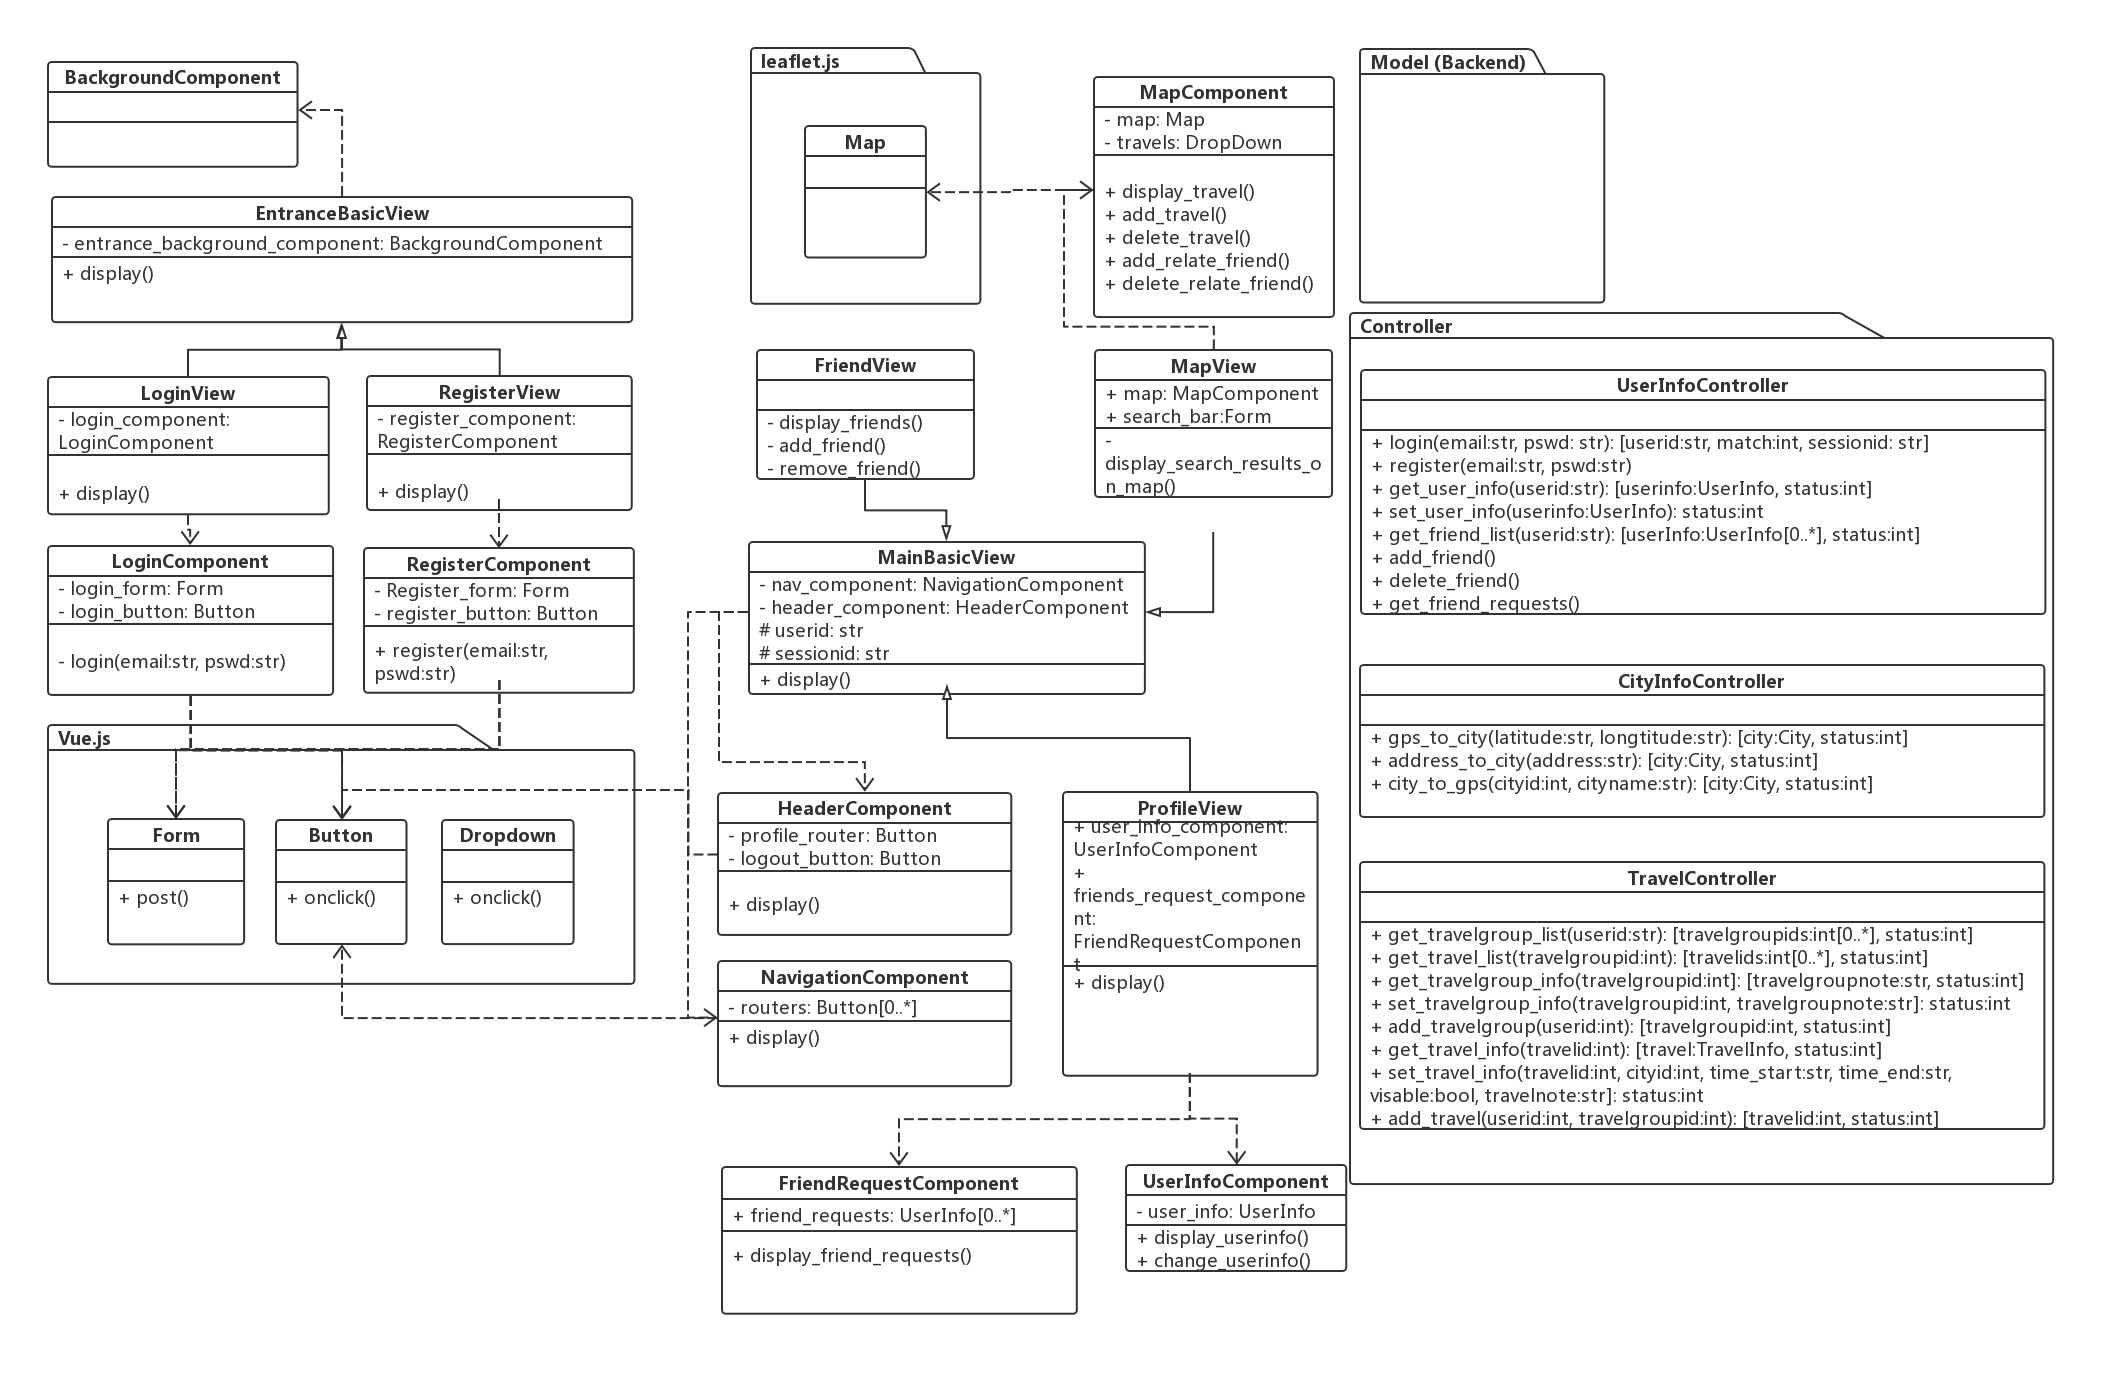 BackgroundComponent
EntranceBasicView
- entrance_background_component: BackgroundComponent
+ display()
LoginView
- login_component:
LoginComponent
+ display()
RegisterView
- register_component:
RegisterComponent
+ display()
LoginComponent
- login_form: Form
- login_button: Button
- login(email:str, pswd:str)
RegisterComponent
- Register_form: Form
- register_button: Button
+ register(email:str,
pswd:str)
Vue.js
Form
+ post()
Button
+ onclick()
Dropdown
+ onclick()
leaflet.js
Map
MapComponent
- map: Map
- travels: DropDown
+ display_travel()
+ add_travel()
+ delete_travel()
+ add_relate_friend()
+ delete_relate_friend()
FriendView
- display_friends()
- add_friend()
- remove_friend()
MapView
+ map: MapComponent
+ search_bar:Form
-
display_search_results_o
n_map()
MainBasicView
- nav_component: NavigationComponent
- header_component: HeaderComponent
# userid: str
# sessionid: str
+ display()
HeaderComponent
- profile_router: Button
- logout_button: Button
+ display()
NavigationComponent
- routers: Button[0..*]
+ display()
ProfileView
+ user_info_component:
UserInfoComponent
+
friends_request_compone
nt:
FriendRequestComponen
t
+ display()
FriendRequestComponent
+ friend_requests: UserInfo[0..*]
+ display_friend_requests()
UserInfoComponent
- user_info: UserInfo
+ display_userinfo()
+ change_userinfo()
Model (Backend)
Controller
UserInfoController
+ login(email:str, pswd: str): [userid:str, match:int, sessionid: str]
+ register(email:str, pswd:str)
+ get_user_info(userid:str): [userinfo:UserInfo, status:int]
+ set_user_info(userinfo:UserInfo): status:int
+ get_friend_list(userid:str): [userInfo:UserInfo[0..*], status:int]
+ add_friend()
+ delete_friend()
+ get_friend_requests()
CityInfoController
+ gps_to_city(latitude:str, longtitude:str): [city:City, status:int]
+ address_to_city(address:str): [city:City, status:int]
+ city_to_gps(cityid:int, cityname:str): [city:City, status:int]
TravelController
+ get_travelgroup_list(userid:str): [travelgroupids:int[0..*], status:int]
+ get_travel_list(travelgroupid:int): [travelids:int[0..*], status:int]
+ get_travelgroup_info(travelgroupid:int]: [travelgroupnote:str, status:int]
+ set_travelgroup_info(travelgroupid:int, travelgroupnote:str]: status:int
+ add_travelgroup(userid:int): [travelgroupid:int, status:int]
+ get_travel_info(travelid:int): [travel:TravelInfo, status:int]
+ set_travel_info(travelid:int, cityid:int, time_start:str, time_end:str,
visable:bool, travelnote:str]: status:int
+ add_travel(userid:int, travelgroupid:int): [travelid:int, status:int]